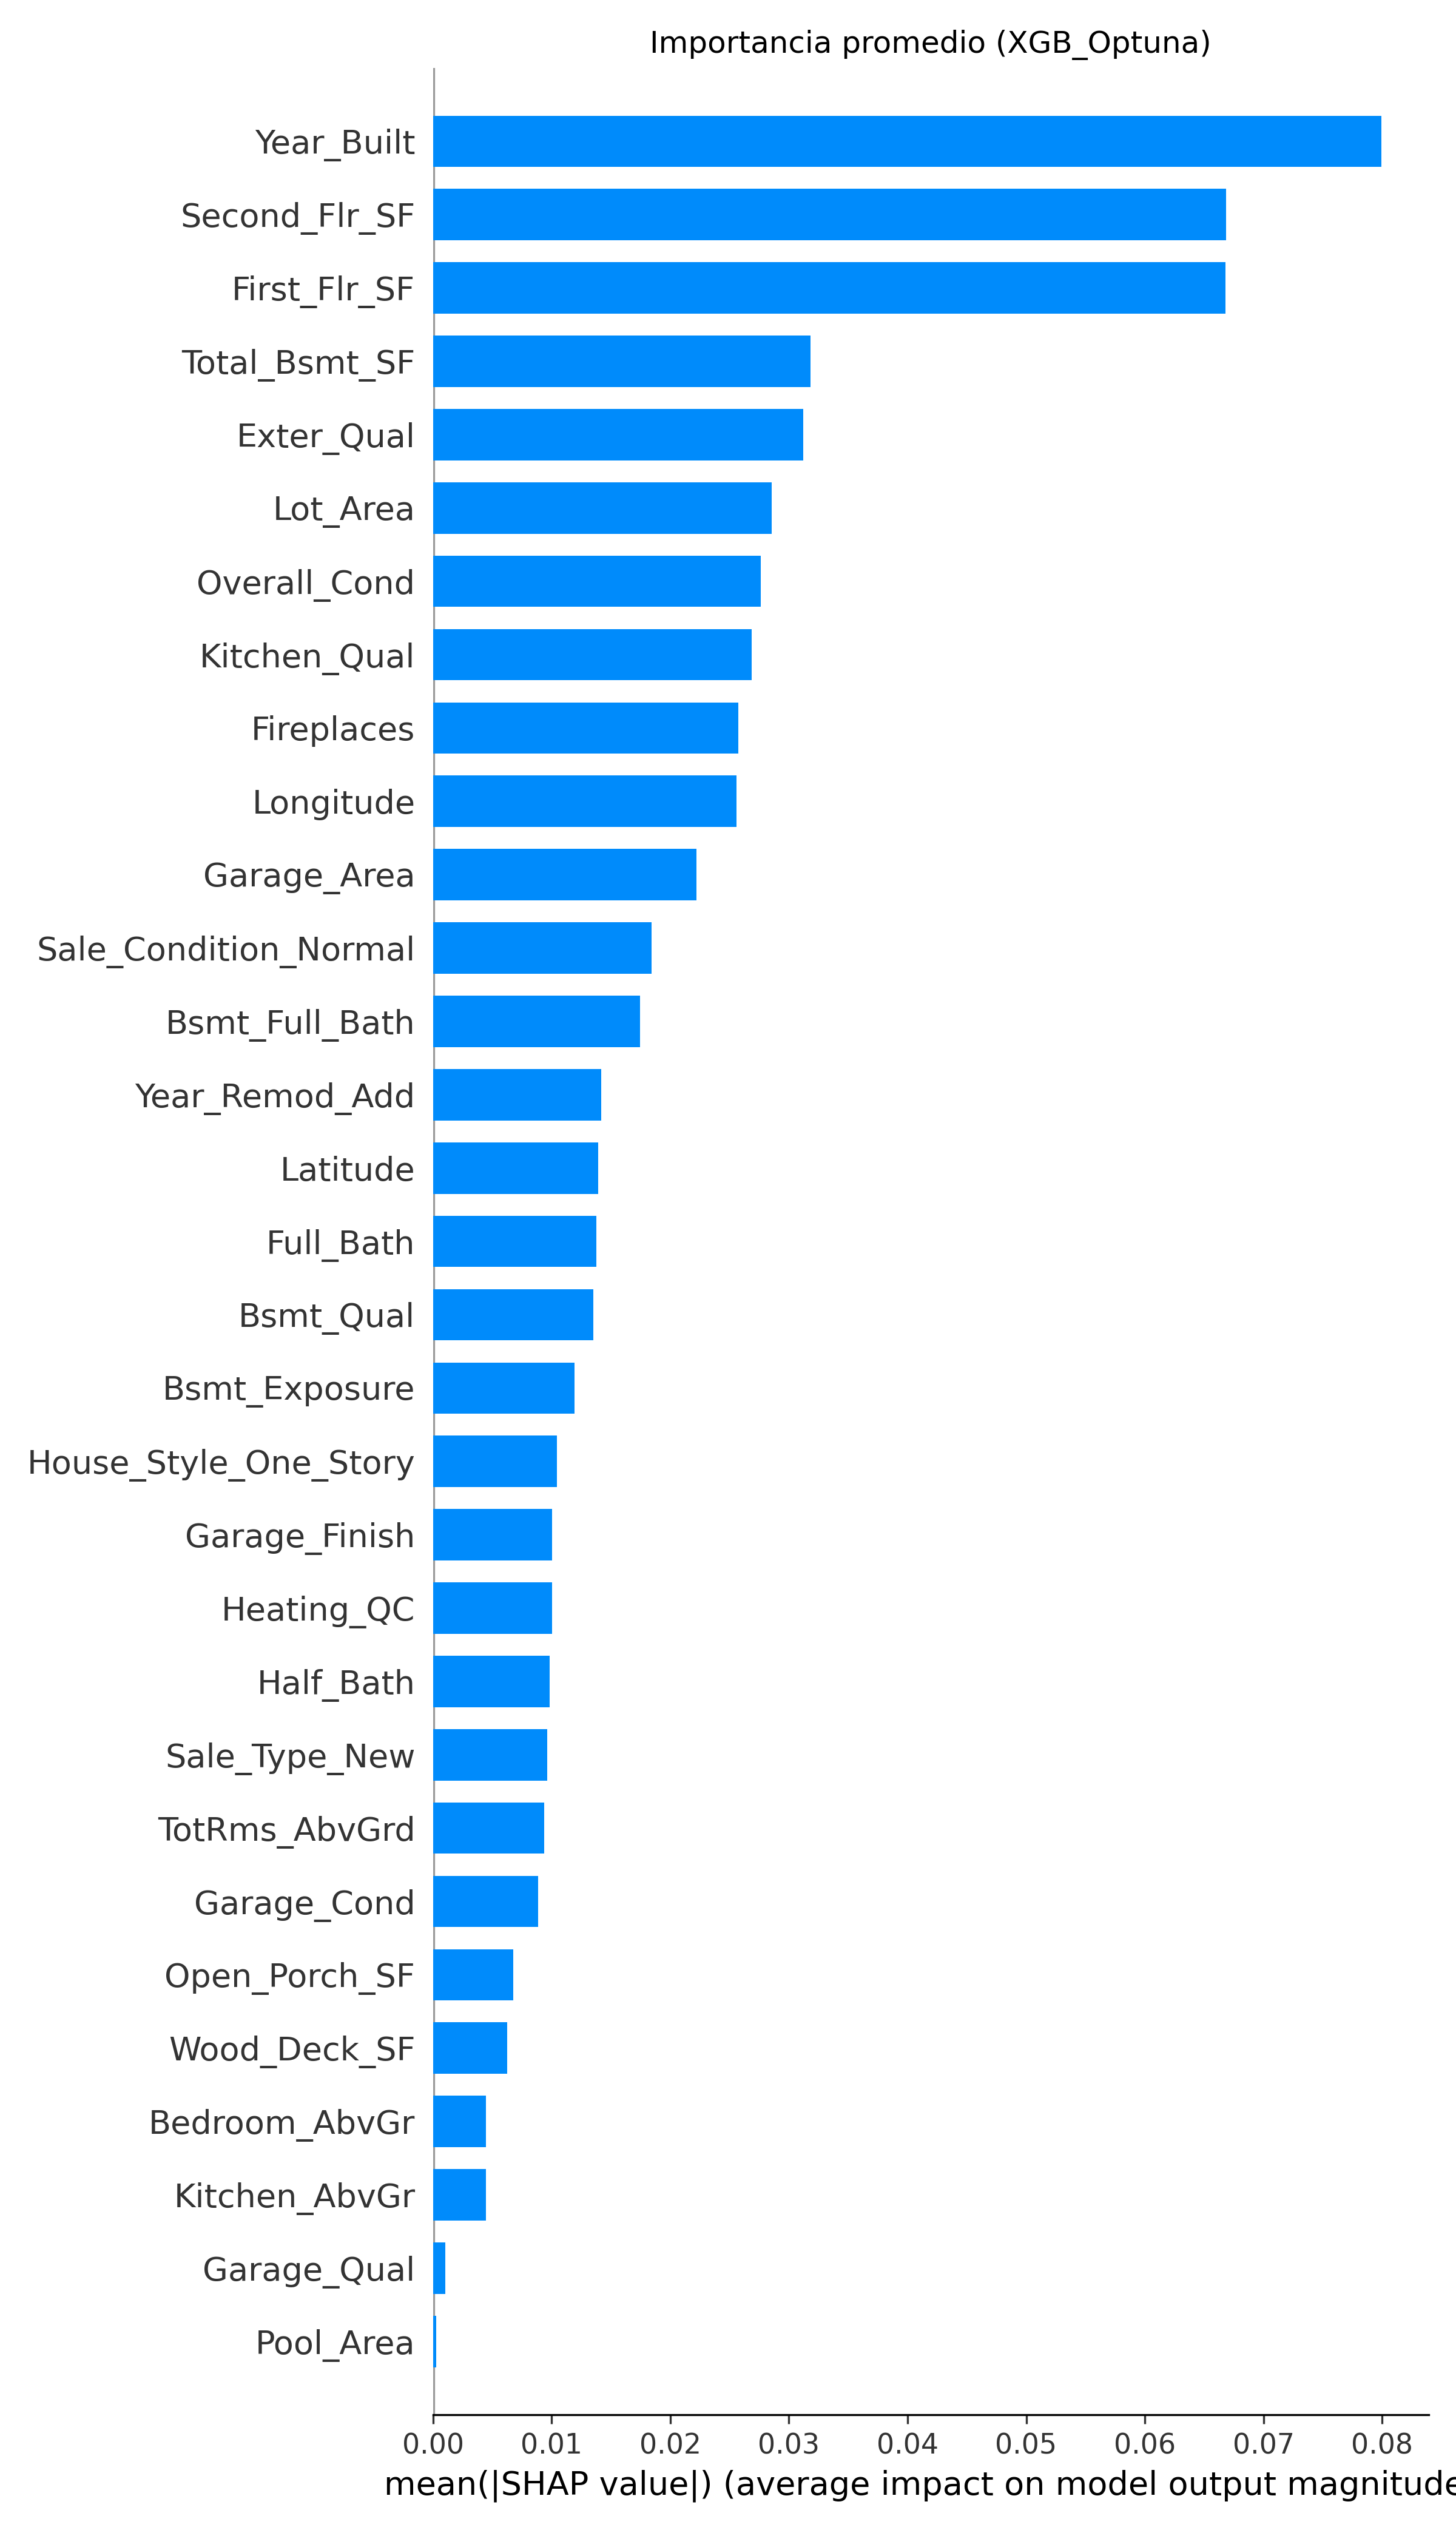 Importancia promedio (XGB_Optuna)
Year_Built
Second_Flr_SF
First_Flr_SF
Total_Bsmt_SF
Exter_Qual
Lot_Area
Overall_Cond
Kitchen_Qual
Fireplaces
Longitude
Garage_Area
Sale_Condition_Normal
Bsmt_Full_Bath
Year_Remod_Add
Latitude
Full_Bath
Bsmt_Qual
Bsmt_Exposure
House_Style_One_Story
Garage_Finish
Heating_QC
Half_Bath
Sale_Type_New
TotRms_AbvGrd
Garage_Cond
Open_Porch_SF
Wood_Deck_SF
Bedroom_AbvGr
Kitchen_AbvGr
Garage_Qual
Pool_Area
0.00 0.01 0.02 0.03 0.04 0.05 0.06 0.07 0.08
mean(|SHAP value|) (average impact on model output magnitude